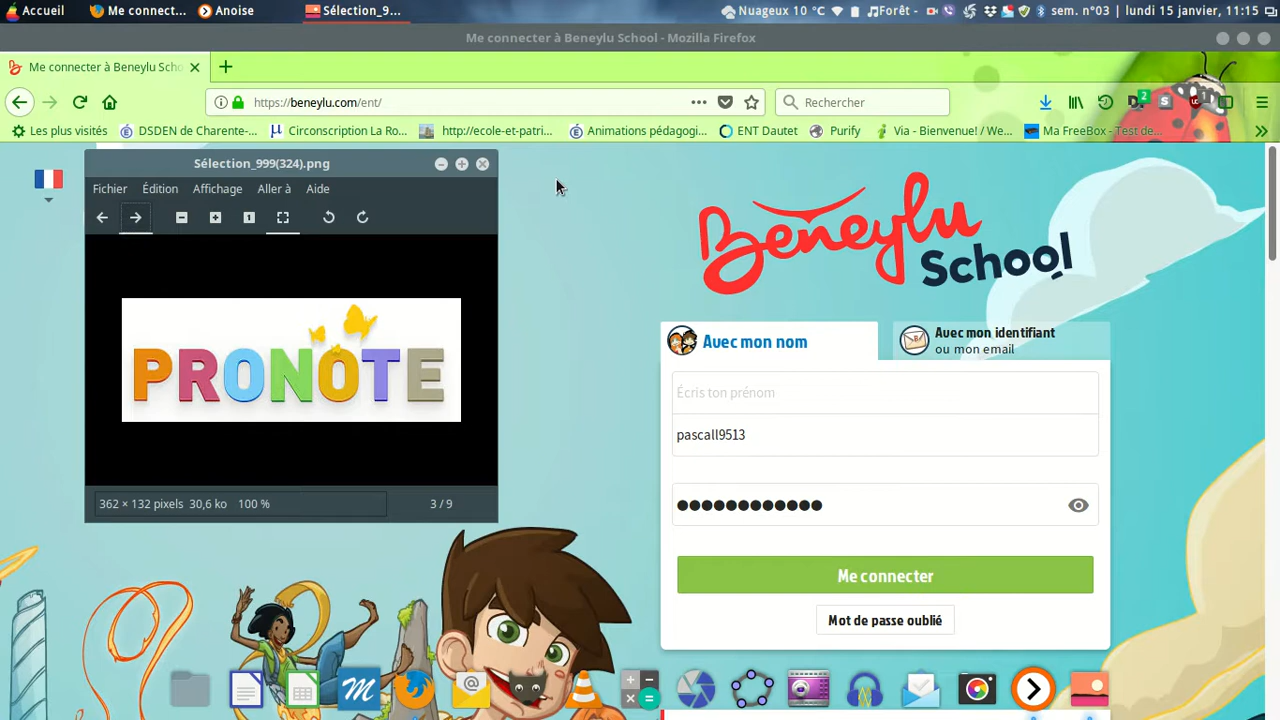 Accueil
Me connect...
Anoise
Sélection_9...
Nuageux 10 °C
Forêt -
sem. n°03 | lundi 15 janvier, 11:15
Me connecter à Beneylu School - Mozilla Firefox
Me connecter à Beneylu Scho
https://beneylu.com/ent/
Rechercher
2
1
Les plus visités
DSDEN de Charente-...
Circonscription La Ro...
http://ecole-et-patri...
Animations pédagogi...
ENT Dautet
Purify
Via - Bienvenue! / We...
Ma FreeBox - Test de...
Sélection_999(324).png
Fichier Édition Affichage Aller à Aide
PRONOTE
362 × 132 pixels 30,6 ko 100 %
3 / 9
Beneylu
School
Avec mon nom
Avec mon identifiant
ou mon email
Écris ton prénom
pascall9513
●●●●●●●●●●●●
Me connecter
Mot de passe oublié